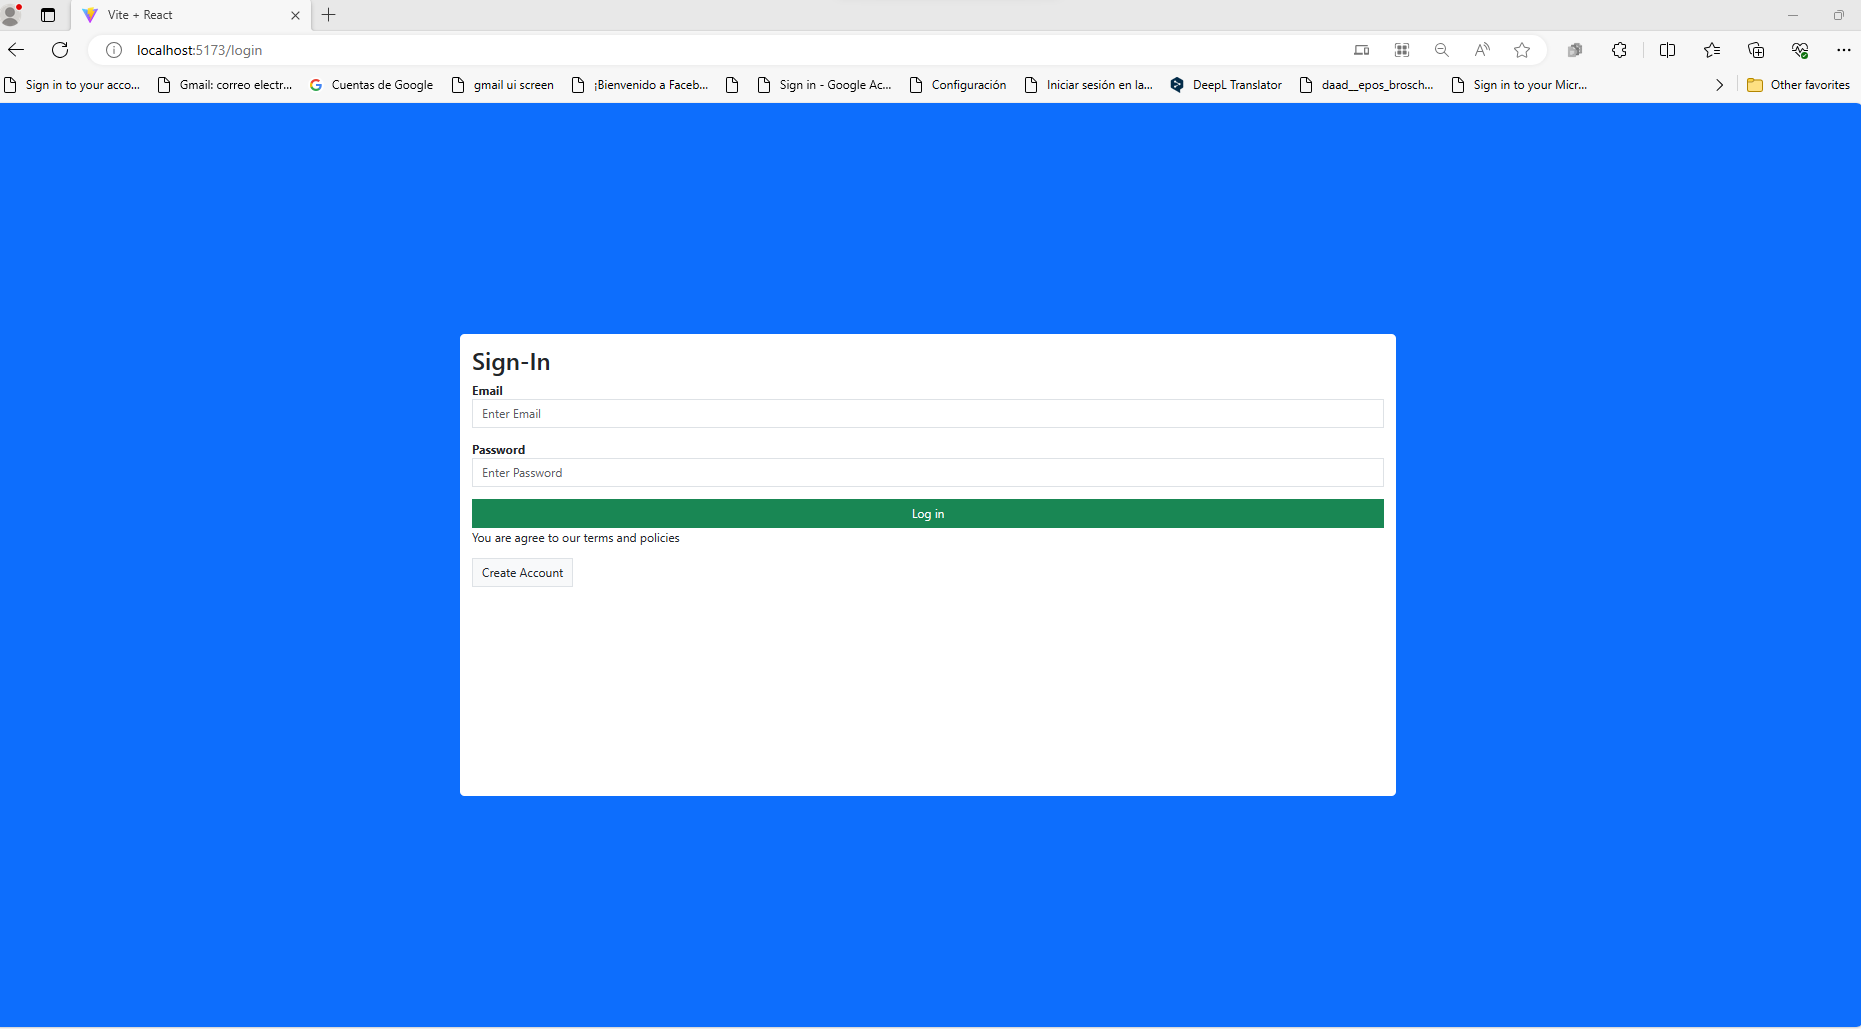 Vite + React
localhost:5173/login
Sign in to your acco... Gmail: correo electr... Cuentas de Google gmail ui screen ¡Bienvenido a Faceb... Sign in - Google Ac... Configuración Iniciar sesión en la... DeepL Translator daad__epos_brosch... Sign in to your Micr... Other favorites
Sign-In
Email
Enter Email
Password
Enter Password
Log in
You are agree to our terms and policies
Create Account